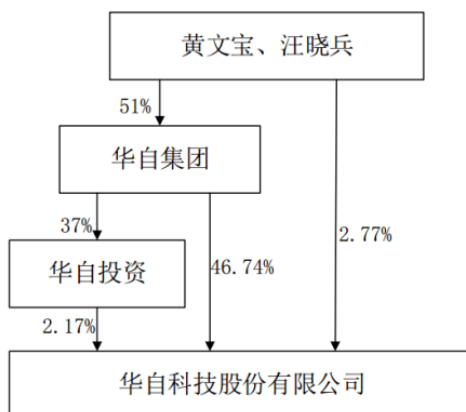 黄文宝、汪晓兵
51%
华自集团
37%
46.74%
2.77%
华自投资
2.17%
华自科技股份有限公司